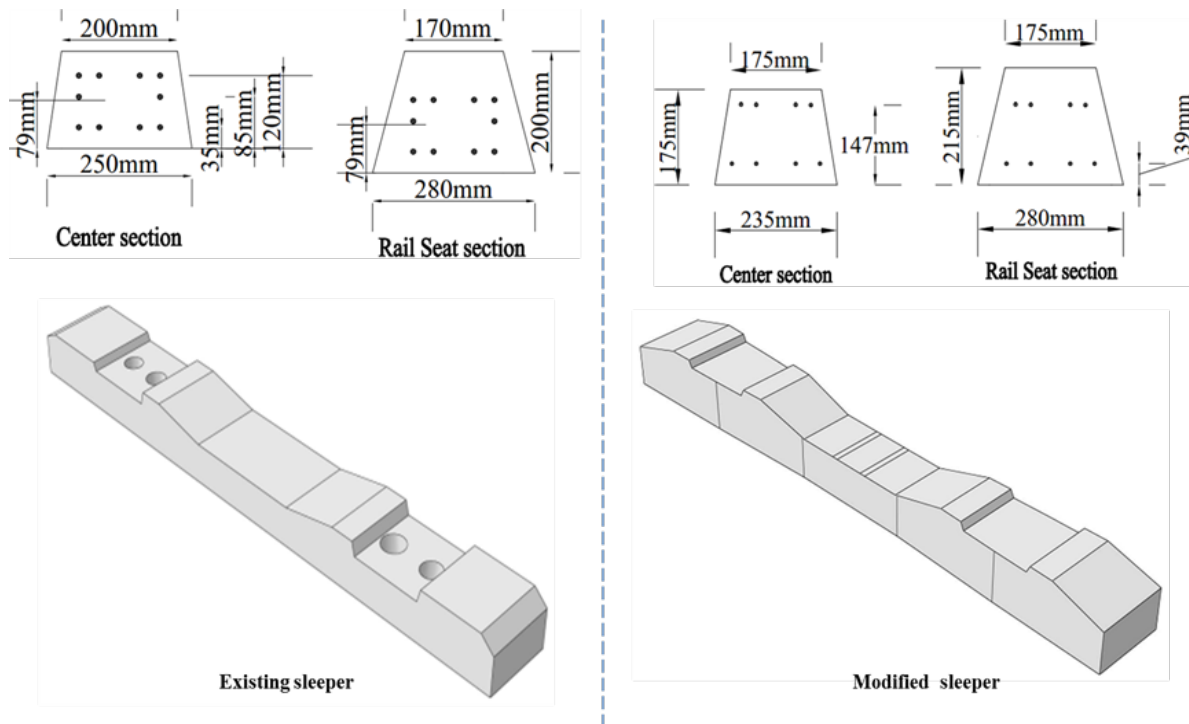 200mm
79mm
35mm
85mm
120mm
250mm
Center section
170mm
79mm
200mm
280mm
Rail Seat section
175mm
175mm
147mm
235mm
Center section
175mm
215mm
39mm
280mm
Rail Seat section
Existing sleeper
Modified sleeper